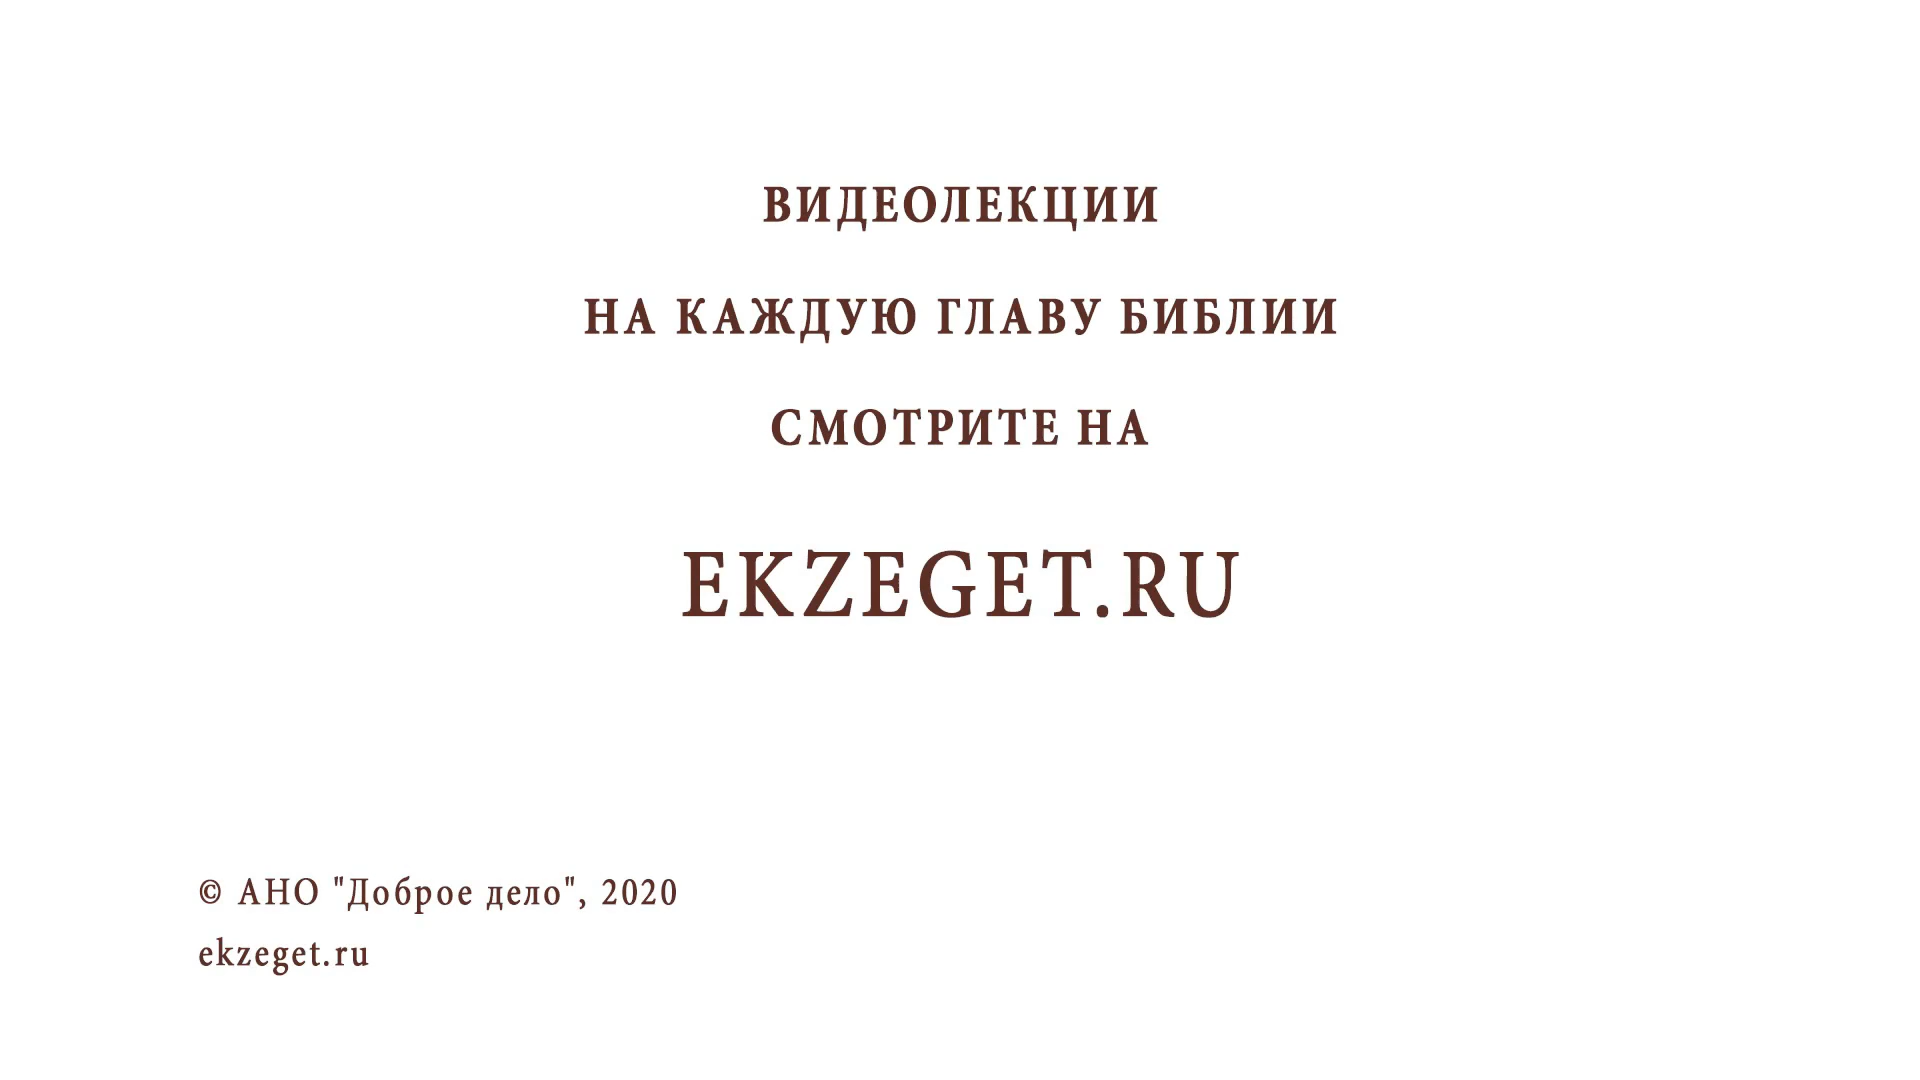 ВИДЕОЛЕКЦИИ
НА КАЖДУЮ ГЛАВУ БИБЛИИ
СМОТРИТЕ НА
EKZEGET.RU
© АНО "Доброе дело", 2020
ekzeget.ru